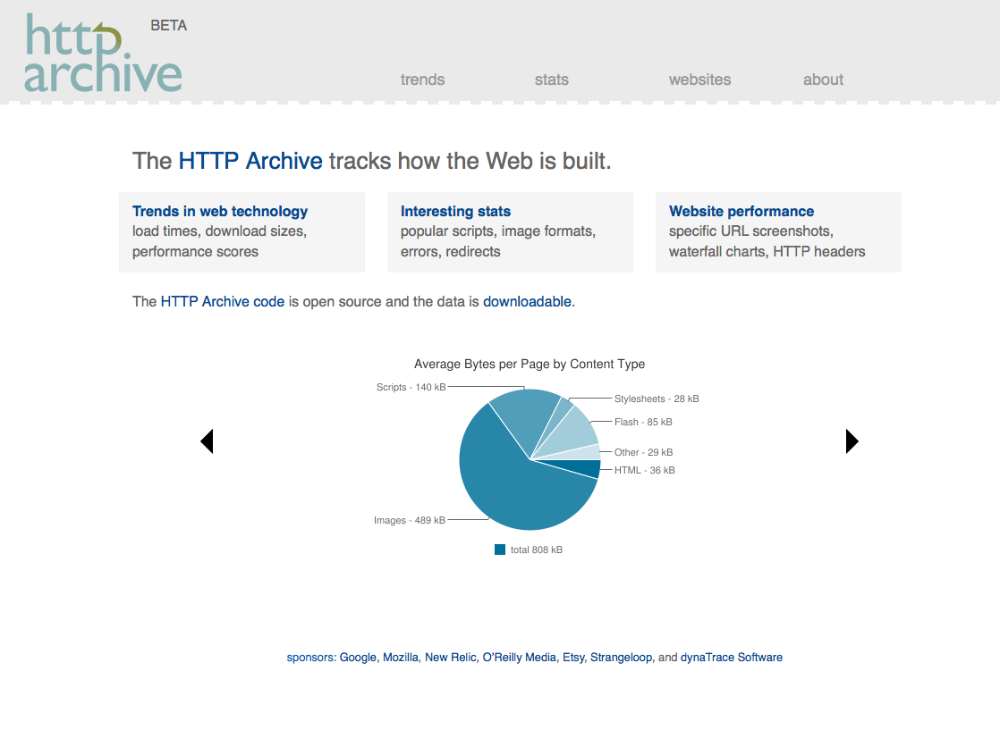 http
archive
BETA
trends stats websites about
The HTTP Archive tracks how the Web is built.
Trends in web technology
load times, download sizes,
performance scores
Interesting stats
popular scripts, image formats,
errors, redirects
Website performance
specific URL screenshots,
waterfall charts, HTTP headers
The HTTP Archive code is open source and the data is downloadable.
Average Bytes per Page by Content Type
Scripts - 140 kB
Stylesheets - 28 kB
Flash - 85 kB
Other - 29 kB
HTML - 36 kB
Images - 489 kB
total 808 kB
sponsors: Google, Mozilla, New Relic, O'Reilly Media, Etsy, Strangeloop, and dynaTrace Software